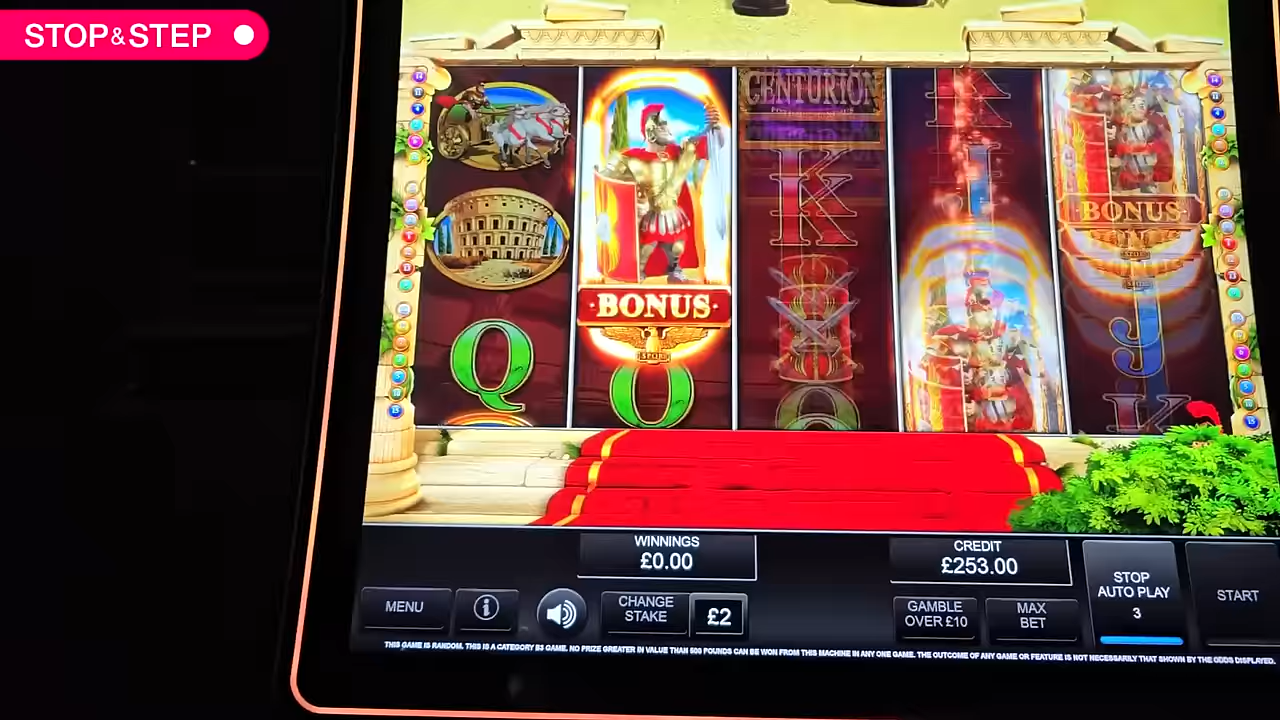 STOP&STEP
CENTURION
K
K
J
BONUS
Q
BONUS
SPQR
Q
Q
J
K
WINNINGS
£0.00
CREDIT
£253.00
MENU
i
CHANGE
STAKE
£2
GAMBLE
OVER £10
MAX
BET
STOP
AUTO PLAY
3
START
THIS GAME IS RANDOM. THIS IS A CATEGORY B3 GAME. NO PRIZE GREATER IN VALUE THAN 500 POUNDS CAN BE WON FROM THIS MACHINE IN ANY ONE GAME. THE OUTCOME OF ANY GAME OR FEATURE IS NOT NECESSARILY THAT SHOWN BY THE ODDS DISPLAYED.